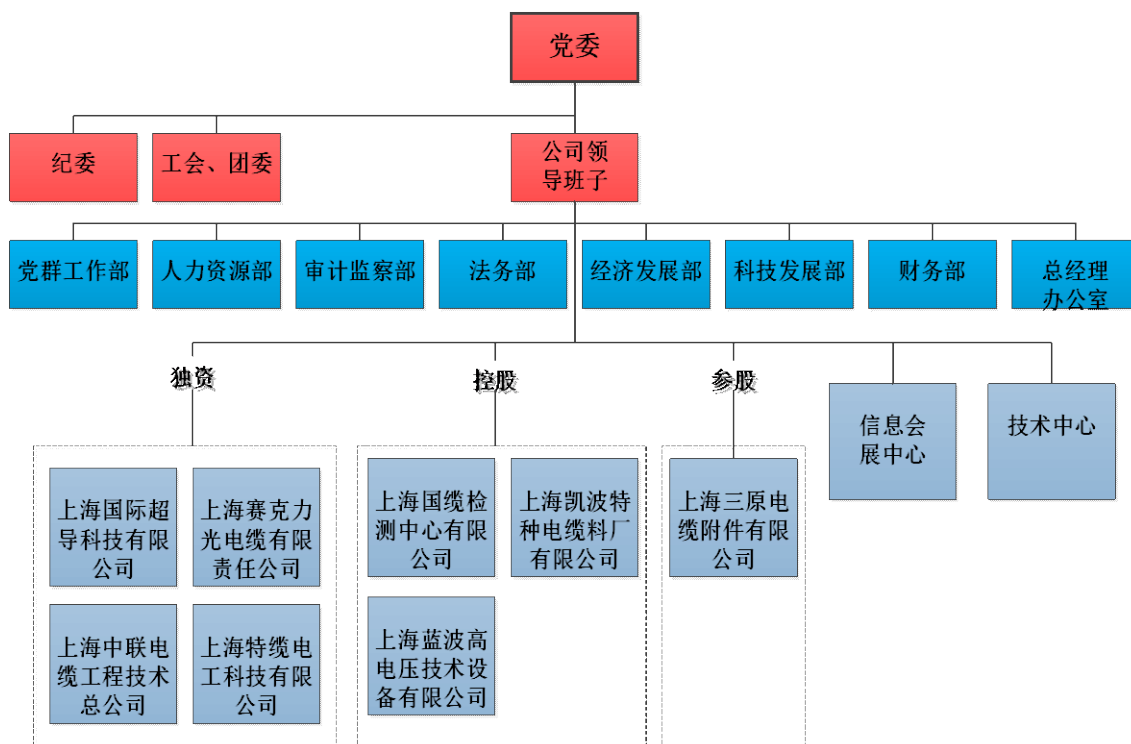 党委
纪委
工会、团委
公司领
导班子
党群工作部
人力资源部
审计监察部
法务部
经济发展部
科技发展部
财务部
总经理
办公室
独资
控股
参股
信息会
展中心
技术中心
上海国际超
导科技有限
公司
上海赛克力
光电缆有限
责任公司
上海国缆检
测中心有限
公司
上海凯波特
种电缆料厂
有限公司
上海三原电
缆附件有限
公司
上海中联电
缆工程技术
总公司
上海特缆电
工科技有限
公司
上海蓝波高
电压技术设
备有限公司